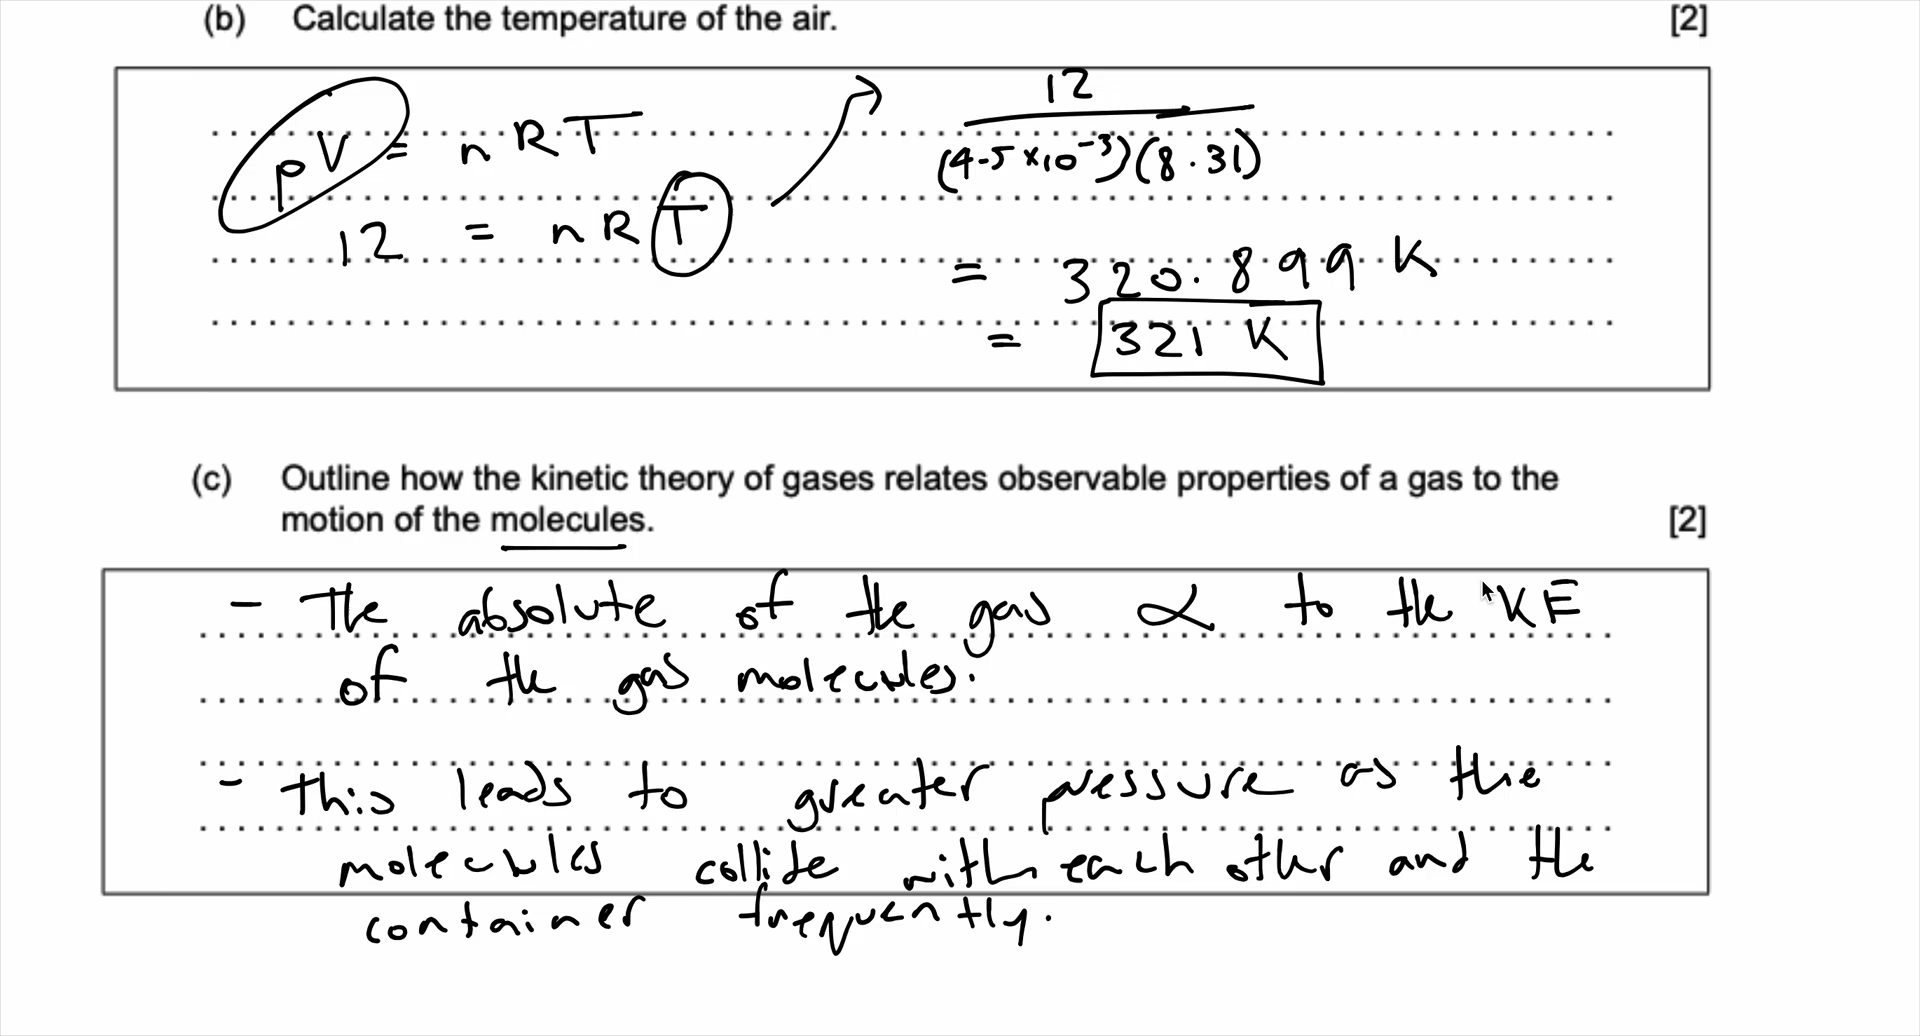 (b) Calculate the temperature of the air. [2]
pV = nRT
12 = nRT
12
(4.5×10⁻³)(8.31)
= 320.899 K
= 321 K
(c) Outline how the kinetic theory of gases relates observable properties of a gas to the
motion of the molecules. [2]
- The absolute of the gas ∝ to the KE
of the gas molecules.
- this leads to greater pressure as the
molecules collide with each other and the
container frequently.